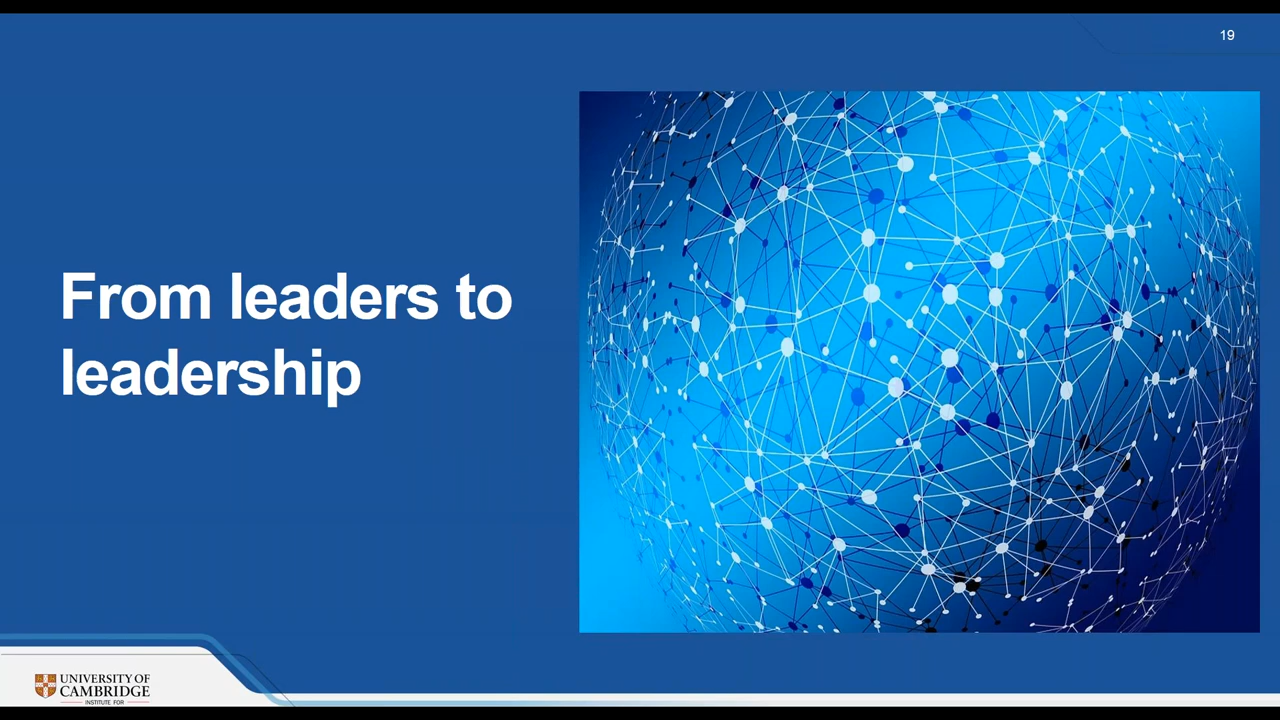 19
From leaders to
leadership
UNIVERSITY OF
CAMBRIDGE
INSTITUTE FOR